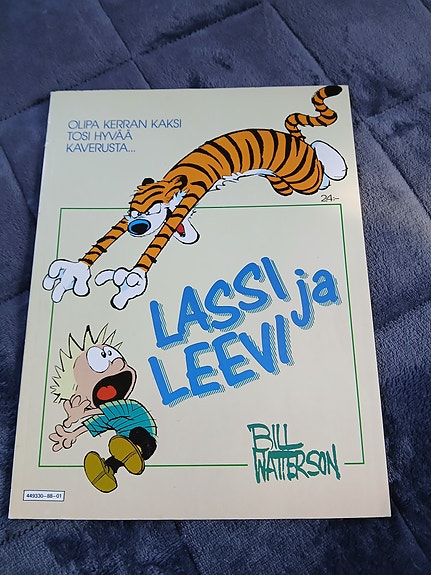 OLIPA KERRAN KAKSI
TOSI HYVÄÄ
KAVERUSTA...
24:-
LASSI ja
LEEVI
BILL
WATTERSON
449330-88-01